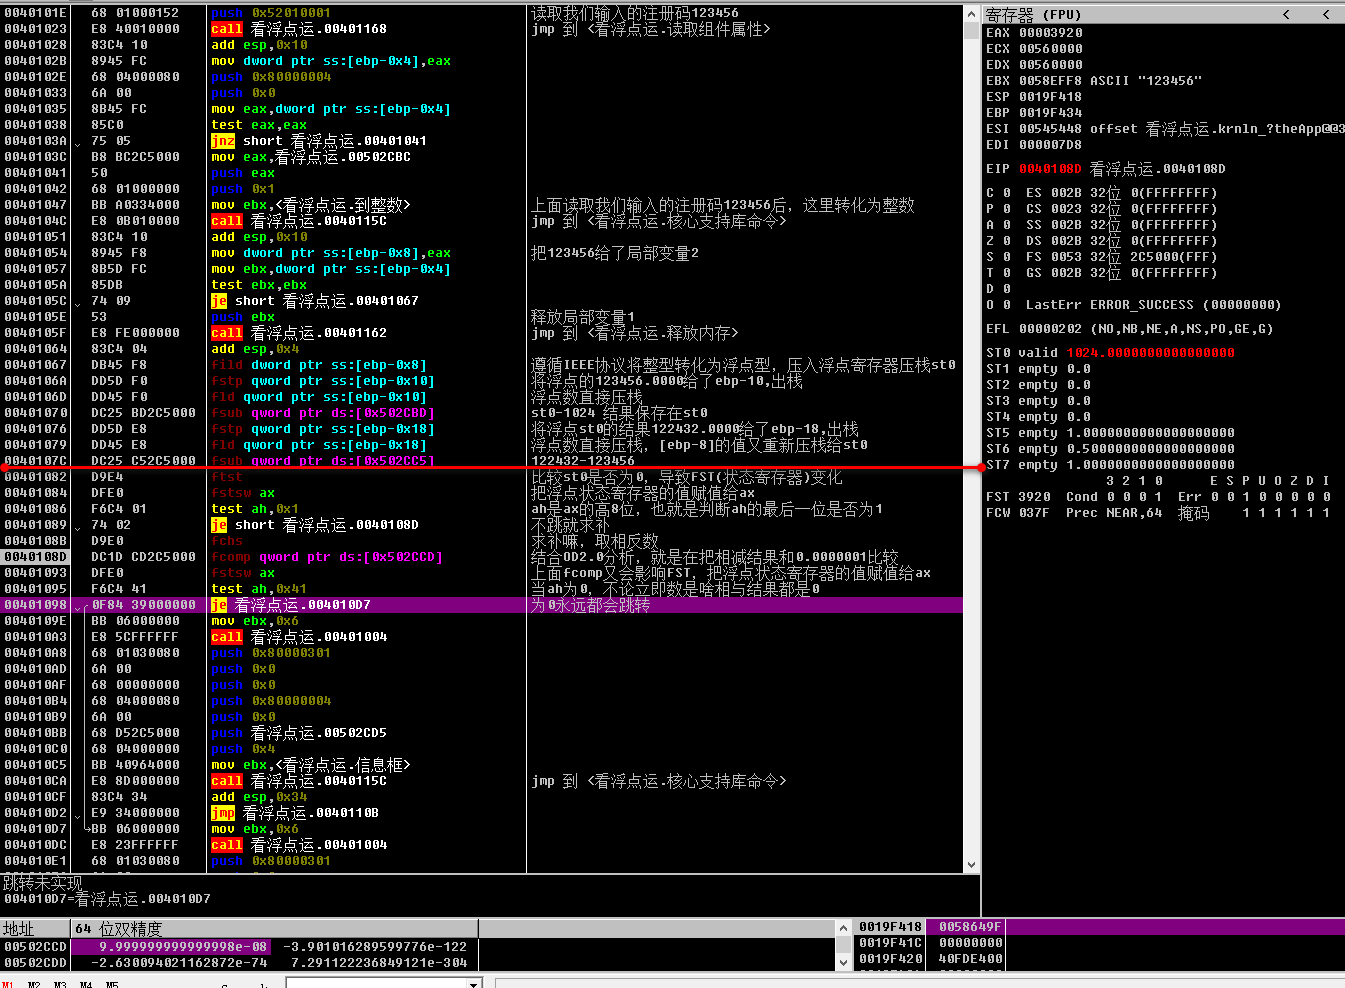 0040101E 68 01000152 push 0x52010001 读取我们输入的注册码123456
00401023 E8 40010000 call 看浮点运.00401168 jmp 到 <看浮点运.读取组件属性>
00401028 83C4 10 add esp,0x10
0040102B 8945 FC mov dword ptr ss:[ebp-0x4],eax
0040102E 68 04000080 push 0x80000004
00401033 6A 00 push 0x0
00401035 8B45 FC mov eax,dword ptr ss:[ebp-0x4]
00401038 85C0 test eax,eax
0040103A 75 05 jnz short 看浮点运.00401041
0040103C B8 BC2C5000 mov eax,看浮点运.00502CBC
00401041 50 push eax
00401042 68 01000000 push 0x1
00401047 BB A0334000 mov ebx,<看浮点运.到整数> 上面读取我们输入的注册码123456后，这里转化为整数
0040104C E8 0B010000 call 看浮点运.0040115C jmp 到 <看浮点运.核心支持库命令>
00401051 83C4 10 add esp,0x10
00401054 8945 F8 mov dword ptr ss:[ebp-0x8],eax 把123456给了局部变量2
00401057 8B5D FC mov ebx,dword ptr ss:[ebp-0x4]
0040105A 85DB test ebx,ebx
0040105C 74 09 je short 看浮点运.00401067
0040105E 53 push ebx 释放局部变量1
0040105F E8 FE000000 call 看浮点运.00401162 jmp 到 <看浮点运.释放内存>
00401064 83C4 04 add esp,0x4
00401067 DB45 F8 fild dword ptr ss:[ebp-0x8] 遵循IEEE协议将整型转化为浮点型，压入浮点寄存器压栈st0
0040106A DD5D F0 fstp qword ptr ss:[ebp-0x10] 将浮点的123456.0000给了ebp-10,出栈
0040106D DD45 F0 fld qword ptr ss:[ebp-0x10] 浮点数直接压栈
00401070 DC25 BD2C5000 fsub qword ptr ds:[0x502CBD] st0-1024 结果保存在st0
00401076 DD5D E8 fstp qword ptr ss:[ebp-0x18] 将浮点st0的结果122432.0000给了ebp-18,出栈
00401079 DD45 E8 fld qword ptr ss:[ebp-0x18] 浮点数直接压栈，[ebp-8]的值又重新压栈给st0
0040107C DC25 C52C5000 fsub qword ptr ds:[0x502CC5] 122432-123456
00401082 D9E4 ftst 比较st0是否为0，导致FST(状态寄存器)变化
00401084 DFE0 fstsw ax 把浮点状态寄存器的值赋值给ax
00401086 F6C4 01 test ah,0x1 ah是ax的高8位，也就是判断ah的最后一位是否为1
00401089 74 02 je short 看浮点运.0040108D 不跳就求补
0040108B D9E0 fchs 求补嘛，取相反数
0040108D DC1D CD2C5000 fcomp qword ptr ds:[0x502CCD] 结合OD2.0分析，就是在把相减结果和0.0000001比较
00401093 DFE0 fstsw ax 上面fcomp又会影响FST，把浮点状态寄存器的值赋值给ax
00401095 F6C4 41 test ah,0x41 当ah为0，不论立即数是啥相与结果都是0
00401098 0F84 39000000 je 看浮点运.004010D7 为0永远都会跳转
0040109E BB 06000000 mov ebx,0x6
004010A3 E8 5CFFFFFF call 看浮点运.00401004
004010A8 68 01030080 push 0x80000301
004010AD 6A 00 push 0x0
004010AF 68 00000000 push 0x0
004010B4 68 04000080 push 0x80000004
004010B9 6A 00 push 0x0
004010BB 68 D52C5000 push 看浮点运.00502CD5
004010C0 68 04000000 push 0x4
004010C5 BB 40964000 mov ebx,<看浮点运.信息框>
004010CA E8 8D000000 call 看浮点运.0040115C jmp 到 <看浮点运.核心支持库命令>
004010CF 83C4 34 add esp,0x34
004010D2 E9 34000000 jmp 看浮点运.0040110B
004010D7 BB 06000000 mov ebx,0x6
004010DC E8 23FFFFFF call 看浮点运.00401004
004010E1 68 01030080 push 0x80000301
跳转未实现
004010D7=看浮点运.004010D7
寄存器 (FPU) < <
EAX 00003920
ECX 00560000
EDX 00560000
EBX 0058EFF8 ASCII "123456"
ESP 0019F418
EBP 0019F434
ESI 00545448 offset 看浮点运.krnln_?theApp@@3
EDI 000007D8
EIP 0040108D 看浮点运.0040108D
C 0 ES 002B 32位 0(FFFFFFFF)
P 0 CS 0023 32位 0(FFFFFFFF)
A 0 SS 002B 32位 0(FFFFFFFF)
Z 0 DS 002B 32位 0(FFFFFFFF)
S 0 FS 0053 32位 2C5000(FFF)
T 0 GS 002B 32位 0(FFFFFFFF)
D 0
O 0 LastErr ERROR_SUCCESS (00000000)
EFL 00000202 (NO,NB,NE,A,NS,PO,GE,G)
ST0 valid 1024.0000000000000000
ST1 empty 0.0
ST2 empty 0.0
ST3 empty 0.0
ST4 empty 0.0
ST5 empty 1.0000000000000000000
ST6 empty 0.5000000000000000000
ST7 empty 1.0000000000000000000
3 2 1 0 E S P U O Z D I
FST 3920 Cond 0 0 0 1 Err 0 0 1 0 0 0 0 0
FCW 037F Prec NEAR,64 掩码 1 1 1 1 1 1
地址 64 位双精度
00502CCD 9.999999999999998e-08 -3.901016289599776e-122
00502CDD -2.630094021162872e-74 7.291122236849121e-304
0019F418 0058649F
0019F41C 00000000
0019F420 40FDE400
M1 M2 M3 M4 M5